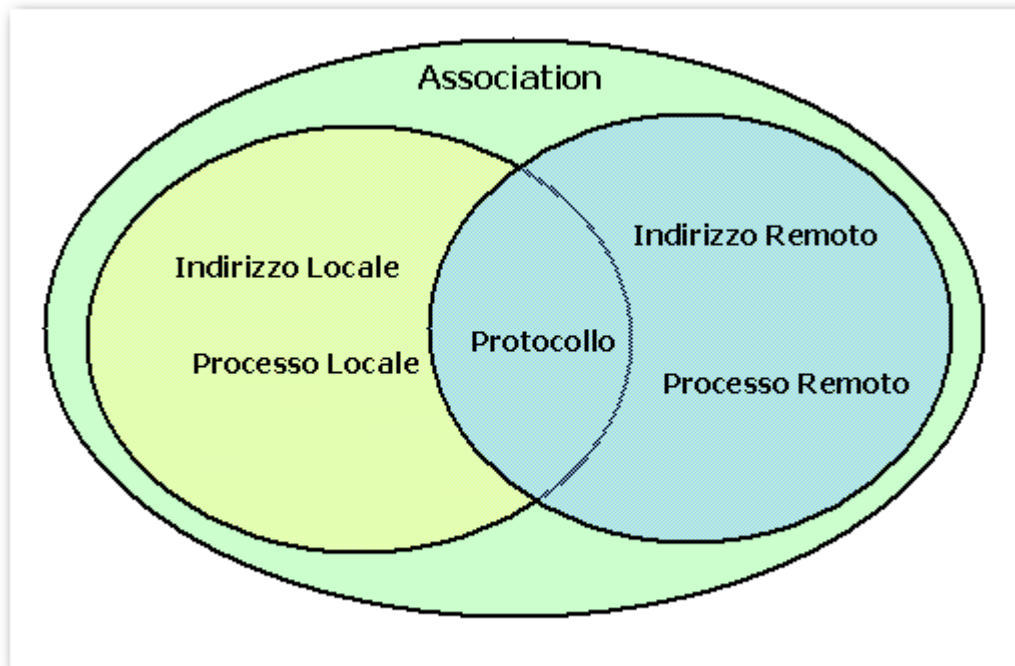 Association
Indirizzo Locale
Processo Locale
Protocollo
Indirizzo Remoto
Processo Remoto